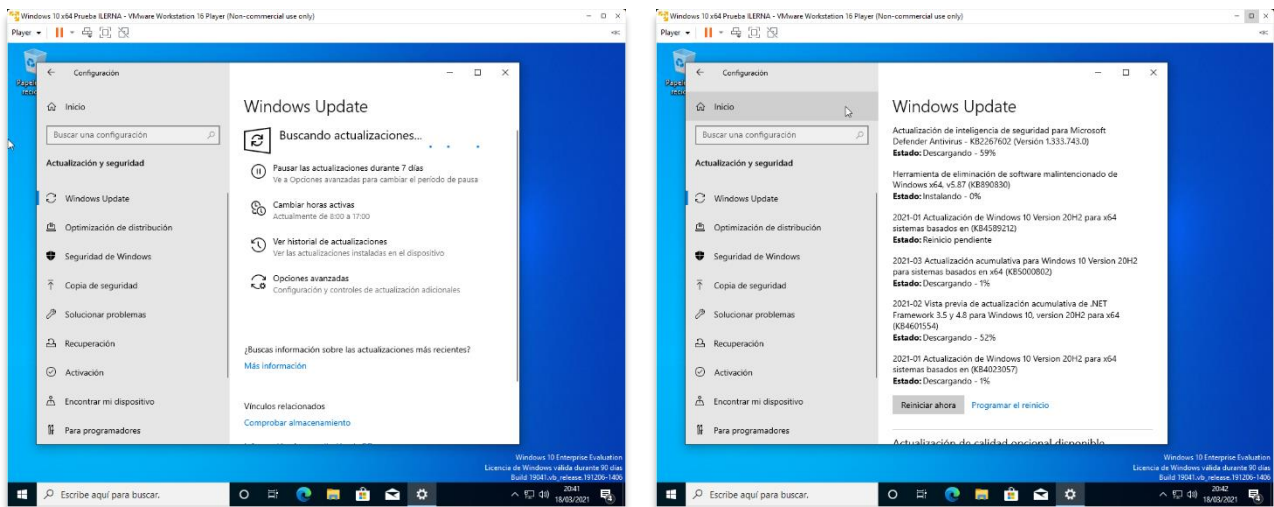 Windows 10 x64 Prueba ILERNA - VMware Workstation 16 Player (Non-commercial use only)
Player
Configuración
Inicio
Buscar una configuración
Actualización y seguridad
Windows Update
Optimización de distribución
Seguridad de Windows
Copia de seguridad
Solucionar problemas
Recuperación
Activación
Encontrar mi dispositivo
Para programadores
Windows Update
Buscando actualizaciones...
Pausar las actualizaciones durante 7 días
Ve a Opciones avanzadas para cambiar el período de pausa
Cambiar horas activas
Actualmente de 8:00 a 17:00
Ver historial de actualizaciones
Ver las actualizaciones instaladas en el dispositivo
Opciones avanzadas
Configuración y controles de actualización adicionales
¿Buscas información sobre las actualizaciones más recientes?
Más información
Vínculos relacionados
Comprobar almacenamiento
Windows 10 Enterprise Evaluation
Licencia de Windows válida durante 90 días
Build 19041.vb_release.191206-1406
Escribe aquí para buscar.
20:41
18/03/2021
Windows 10 x64 Prueba ILERNA - VMware Workstation 16 Player (Non-commercial use only)
Player
Configuración
Inicio
Buscar una configuración
Actualización y seguridad
Windows Update
Optimización de distribución
Seguridad de Windows
Copia de seguridad
Solucionar problemas
Recuperación
Activación
Encontrar mi dispositivo
Para programadores
Windows Update
Actualización de inteligencia de seguridad para Microsoft
Defender Antivirus - KB2267602 (Versión 1.333.743.0)
Estado: Descargando - 59%
Herramienta de eliminación de software malintencionado de
Windows x64, v5.87 (KB890830)
Estado: Instalando - 0%
2021-01 Actualización de Windows 10 Version 20H2 para x64
sistemas basados en (KB4589212)
Estado: Reinicio pendiente
2021-03 Actualización acumulativa para Windows 10 Version 20H2
para sistemas basados en x64 (KB5000802)
Estado: Descargando - 1%
2021-02 Vista previa de actualización acumulativa de .NET
Framework 3.5 y 4.8 para Windows 10, version 20H2 para x64
(KB4601554)
Estado: Descargando - 52%
2021-01 Actualización de Windows 10 Version 20H2 para x64
sistemas basados en (KB4023057)
Estado: Descargando - 1%
Reiniciar ahora Programar el reinicio
Actualización de calidad opcional disponible
Windows 10 Enterprise Evaluation
Licencia de Windows válida durante 90 días
Build 19041.vb_release.191206-1406
Escribe aquí para buscar.
20:42
18/03/2021